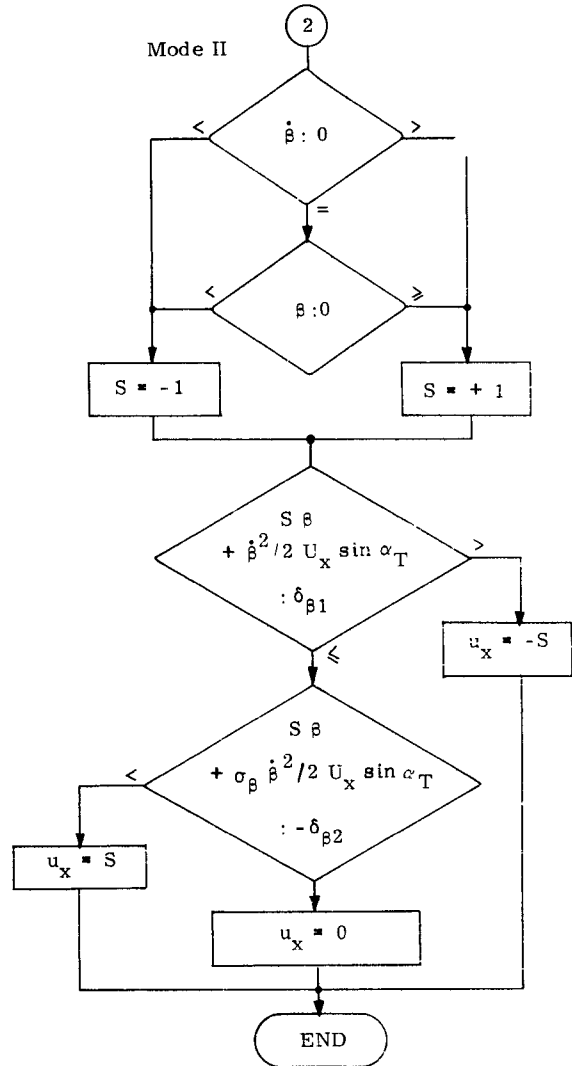 2
Mode II
<
β̇ : 0
>
=
<
β : 0
≥
S = -1
S = + 1
S β
+ β̇²/2 U_x sin α_T
: δ_β1
>
≤
u_x = -S
S β
+ σ_β β̇²/2 U_x sin α_T
: -δ_β2
<
u_x = S
u_x = 0
END